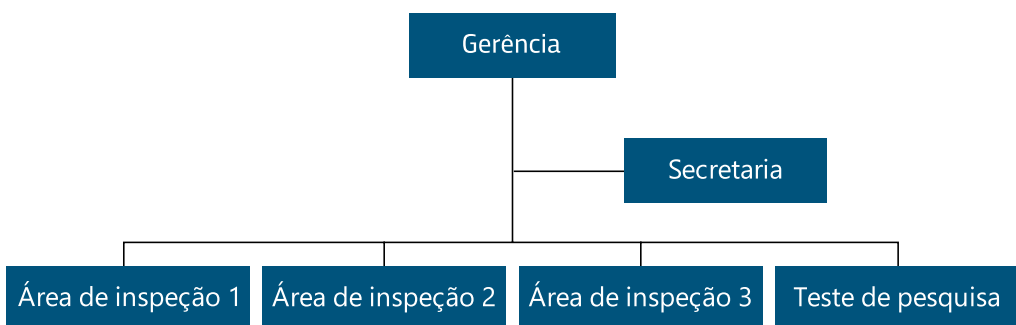 Gerência
Secretaria
Área de inspeção 1
Área de inspeção 2
Área de inspeção 3
Teste de pesquisa